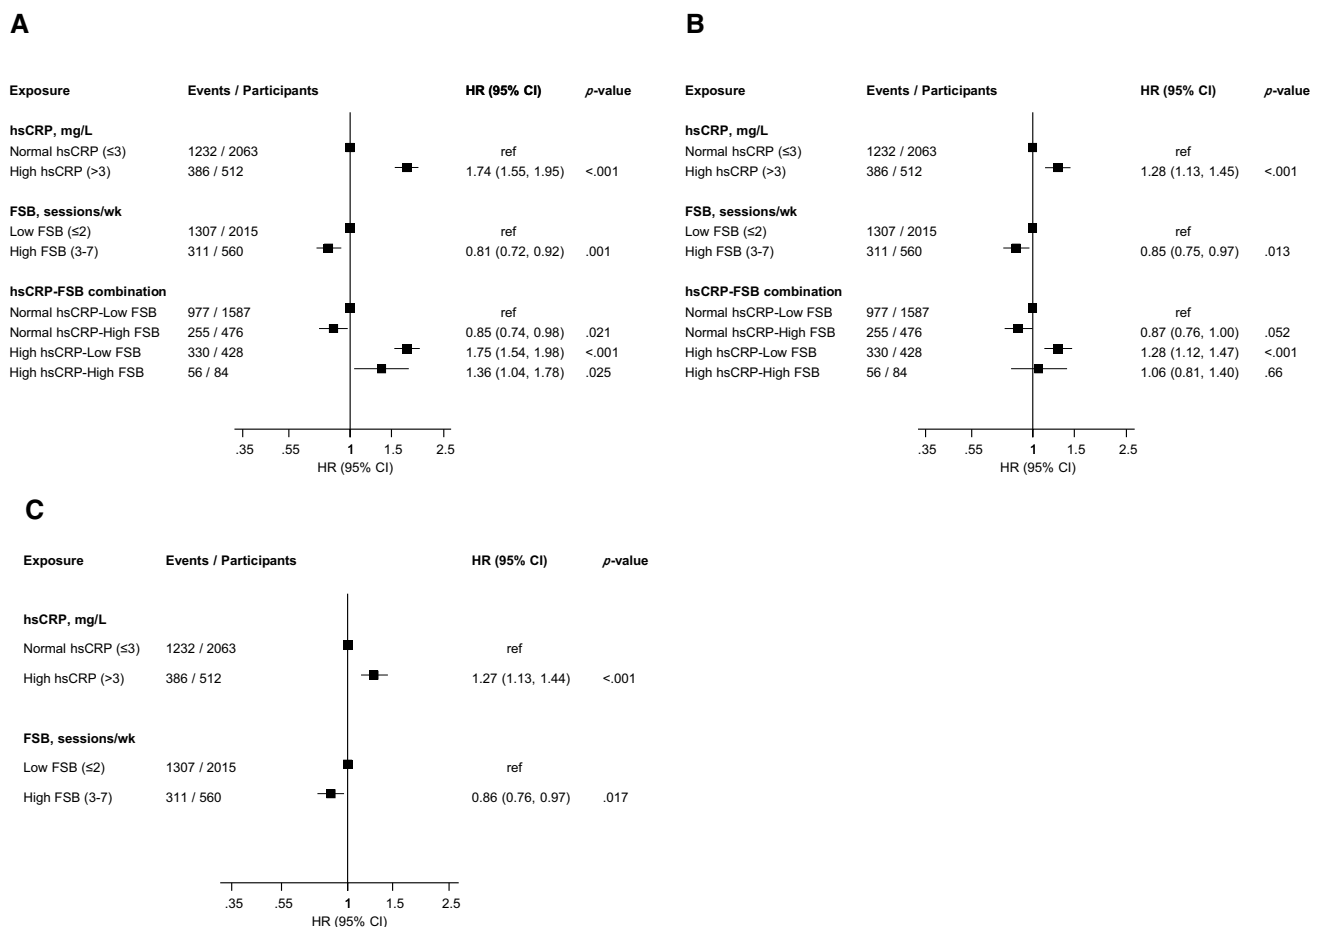 A
Exposure Events / Participants HR (95% CI) p-value
hsCRP, mg/L
Normal hsCRP (≤3) 1232 / 2063 ref
High hsCRP (>3) 386 / 512 1.74 (1.55, 1.95) <.001
FSB, sessions/wk
Low FSB (≤2) 1307 / 2015 ref
High FSB (3-7) 311 / 560 0.81 (0.72, 0.92) .001
hsCRP-FSB combination
Normal hsCRP-Low FSB 977 / 1587 ref
Normal hsCRP-High FSB 255 / 476 0.85 (0.74, 0.98) .021
High hsCRP-Low FSB 330 / 428 1.75 (1.54, 1.98) <.001
High hsCRP-High FSB 56 / 84 1.36 (1.04, 1.78) .025
.35 .55 1 1.5 2.5
HR (95% CI)
B
Exposure Events / Participants HR (95% CI) p-value
hsCRP, mg/L
Normal hsCRP (≤3) 1232 / 2063 ref
High hsCRP (>3) 386 / 512 1.28 (1.13, 1.45) <.001
FSB, sessions/wk
Low FSB (≤2) 1307 / 2015 ref
High FSB (3-7) 311 / 560 0.85 (0.75, 0.97) .013
hsCRP-FSB combination
Normal hsCRP-Low FSB 977 / 1587 ref
Normal hsCRP-High FSB 255 / 476 0.87 (0.76, 1.00) .052
High hsCRP-Low FSB 330 / 428 1.28 (1.12, 1.47) <.001
High hsCRP-High FSB 56 / 84 1.06 (0.81, 1.40) .66
.35 .55 1 1.5 2.5
HR (95% CI)
C
Exposure Events / Participants HR (95% CI) p-value
hsCRP, mg/L
Normal hsCRP (≤3) 1232 / 2063 ref
High hsCRP (>3) 386 / 512 1.27 (1.13, 1.44) <.001
FSB, sessions/wk
Low FSB (≤2) 1307 / 2015 ref
High FSB (3-7) 311 / 560 0.86 (0.76, 0.97) .017
.35 .55 1 1.5 2.5
HR (95% CI)